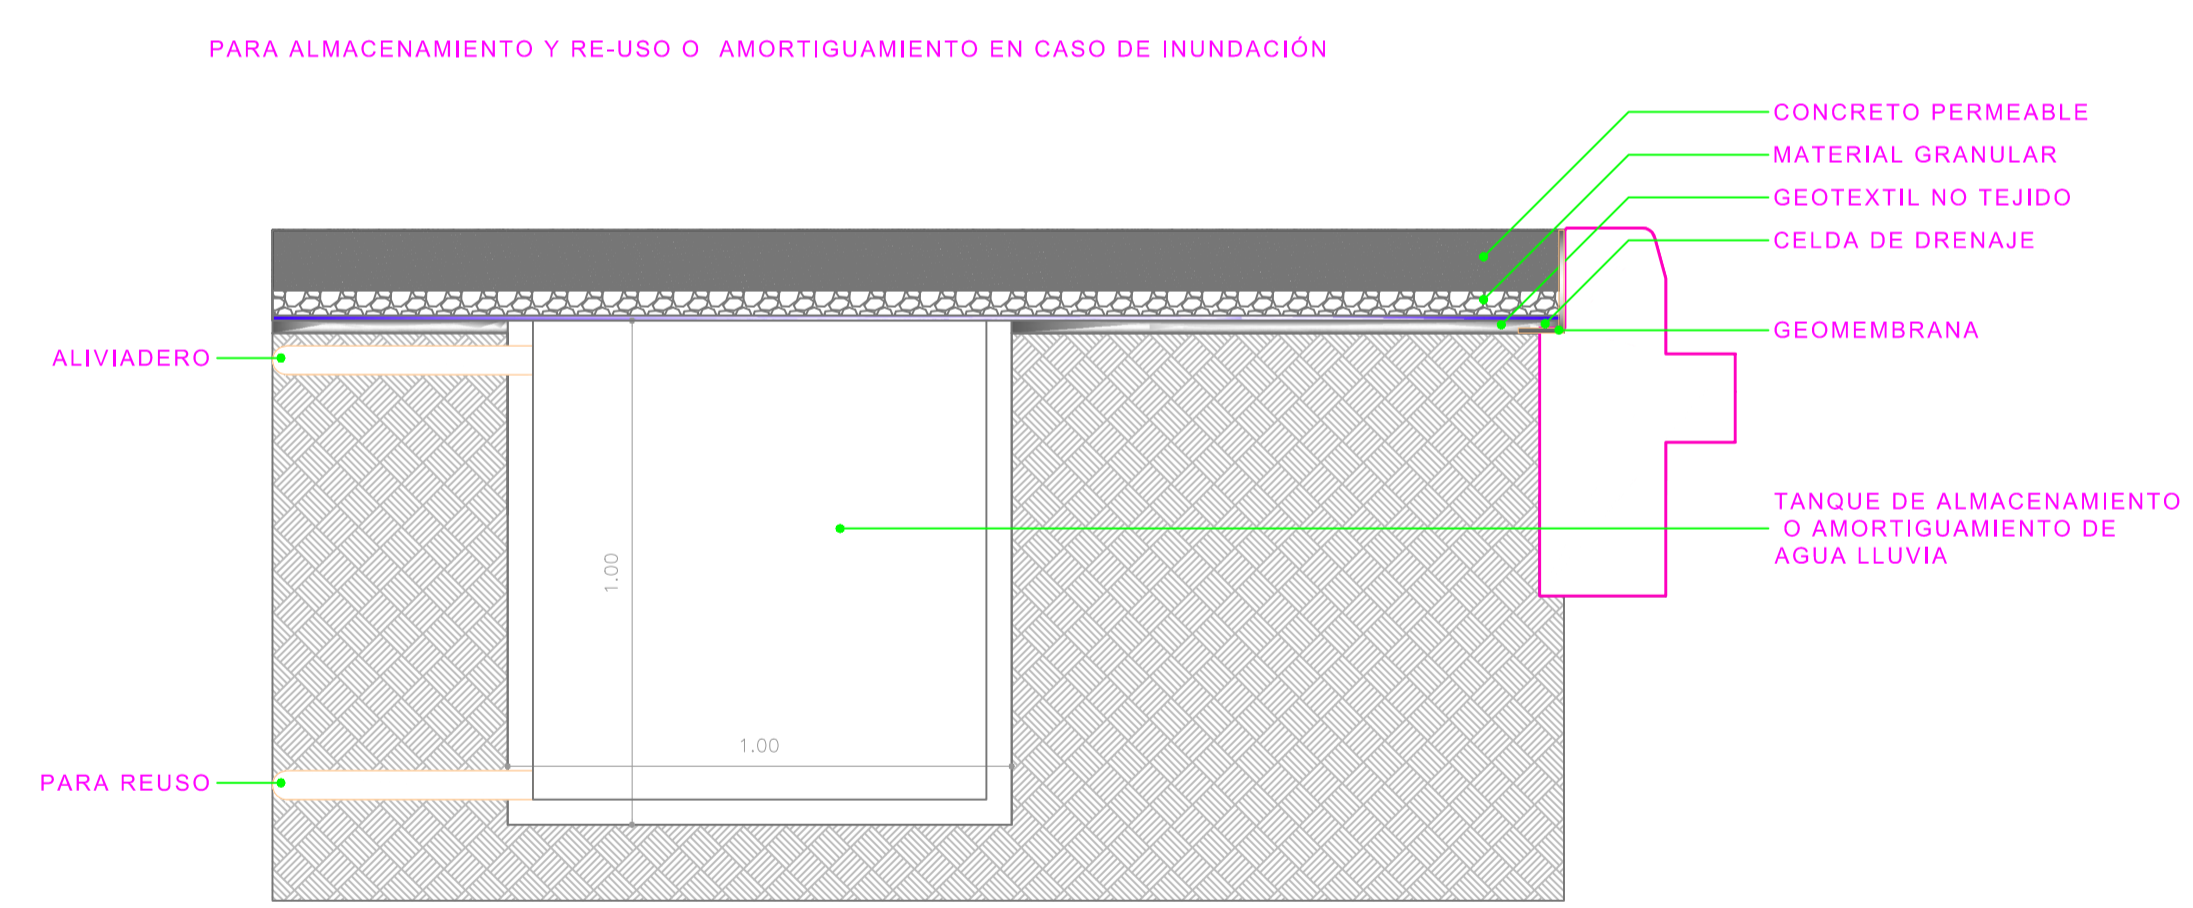 PARA ALMACENAMIENTO Y RE-USO O AMORTIGUAMIENTO EN CASO DE INUNDACIÓN
CONCRETO PERMEABLE
MATERIAL GRANULAR
GEOTEXTIL NO TEJIDO
CELDA DE DRENAJE
GEOMEMBRANA
ALIVIADERO
TANQUE DE ALMACENAMIENTO
O AMORTIGUAMIENTO DE
AGUA LLUVIA
1.00
1.00
PARA REUSO